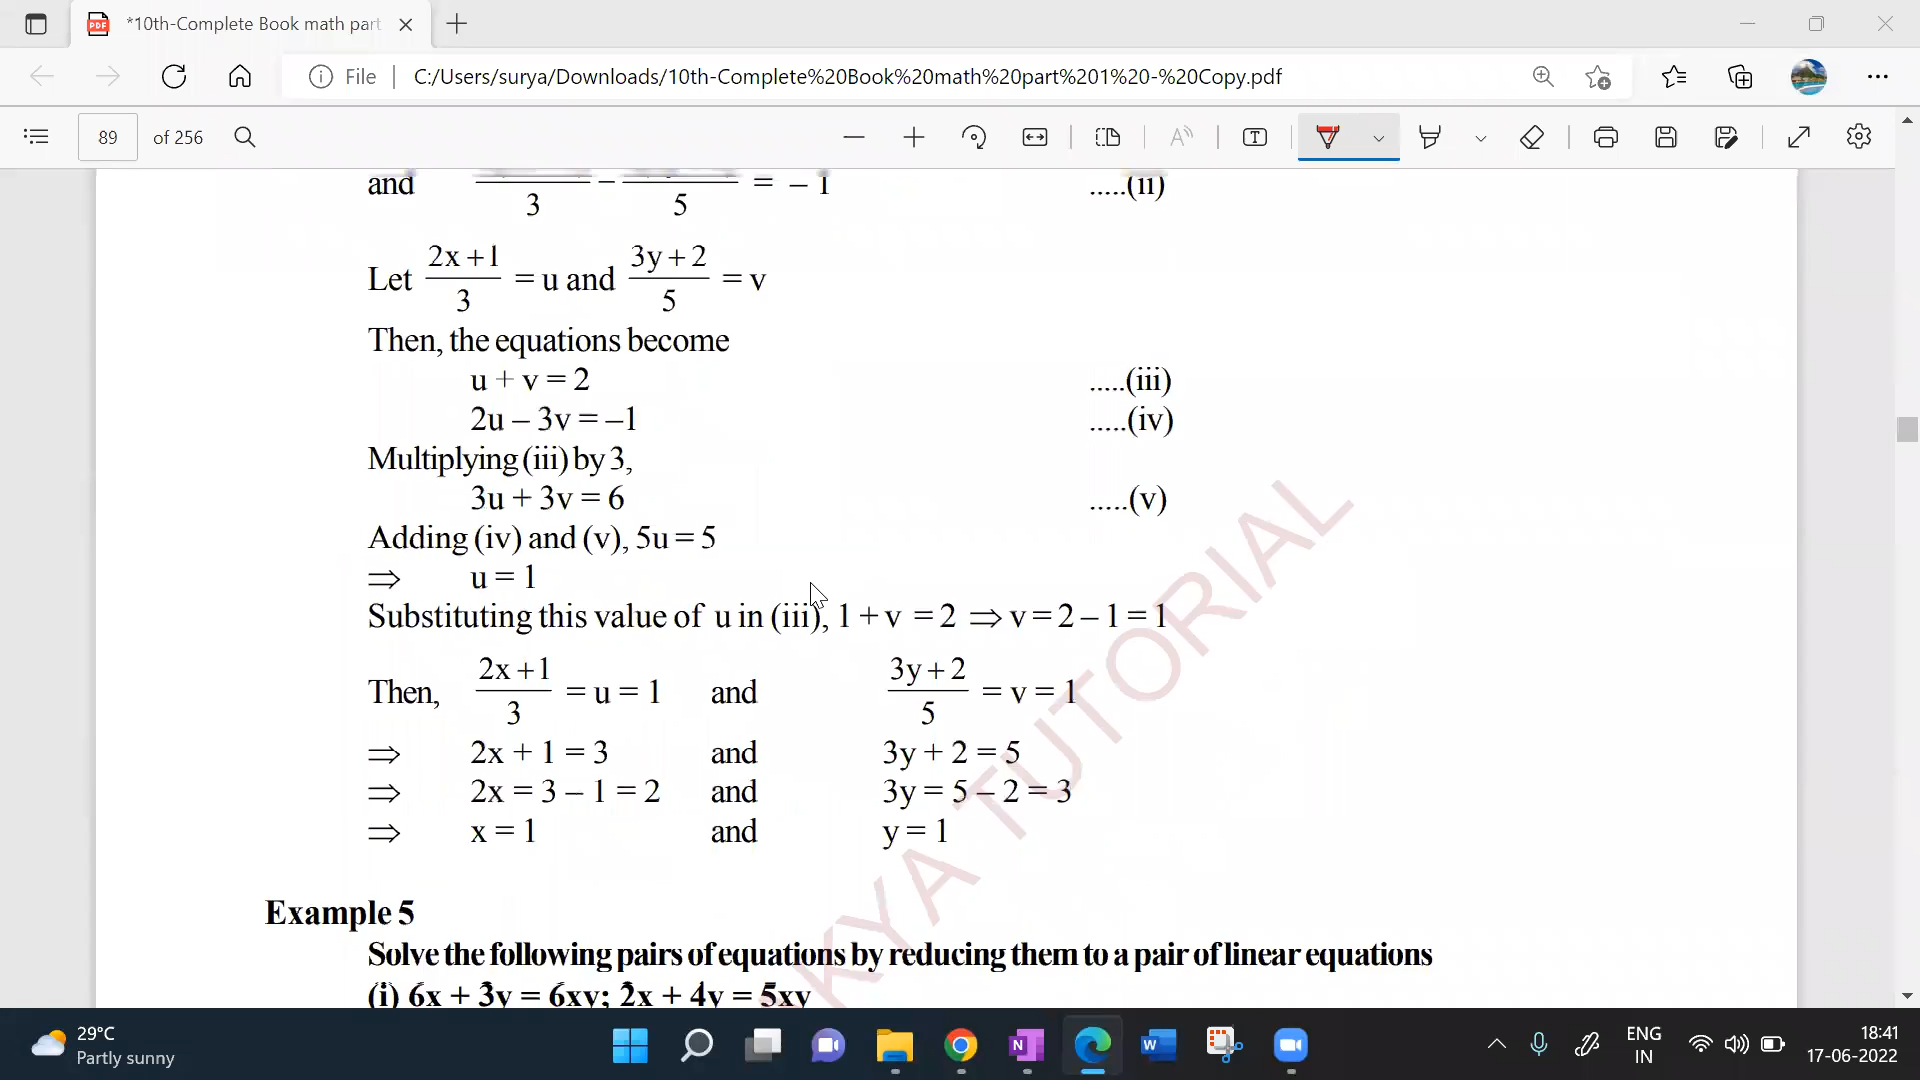 *10th-Complete Book math part
File C:/Users/surya/Downloads/10th-Complete%20Book%20math%20part%201%20-%20Copy.pdf
89 of 256
and 3 – 5 = – 1 .....(ii)
Let 2x+1/3 = u and 3y+2/5 = v
Then, the equations become
u + v = 2 .....(iii)
2u – 3v = –1 .....(iv)
Multiplying (iii) by 3,
3u + 3v = 6 .....(v)
Adding (iv) and (v), 5u = 5
⇒ u = 1
Substituting this value of u in (iii), 1 + v = 2 ⇒ v = 2 – 1 = 1
Then, 2x+1/3 = u = 1 and 3y+2/5 = v = 1
⇒ 2x + 1 = 3 and 3y + 2 = 5
⇒ 2x = 3 – 1 = 2 and 3y = 5 – 2 = 3
⇒ x = 1 and y = 1
KYA TUTORIAL
Example 5
Solve the following pairs of equations by reducing them to a pair of linear equations
(i) 6x + 3y = 6xy; 2x + 4y = 5xy
29°C
Partly sunny
ENG
IN
18:41
17-06-2022